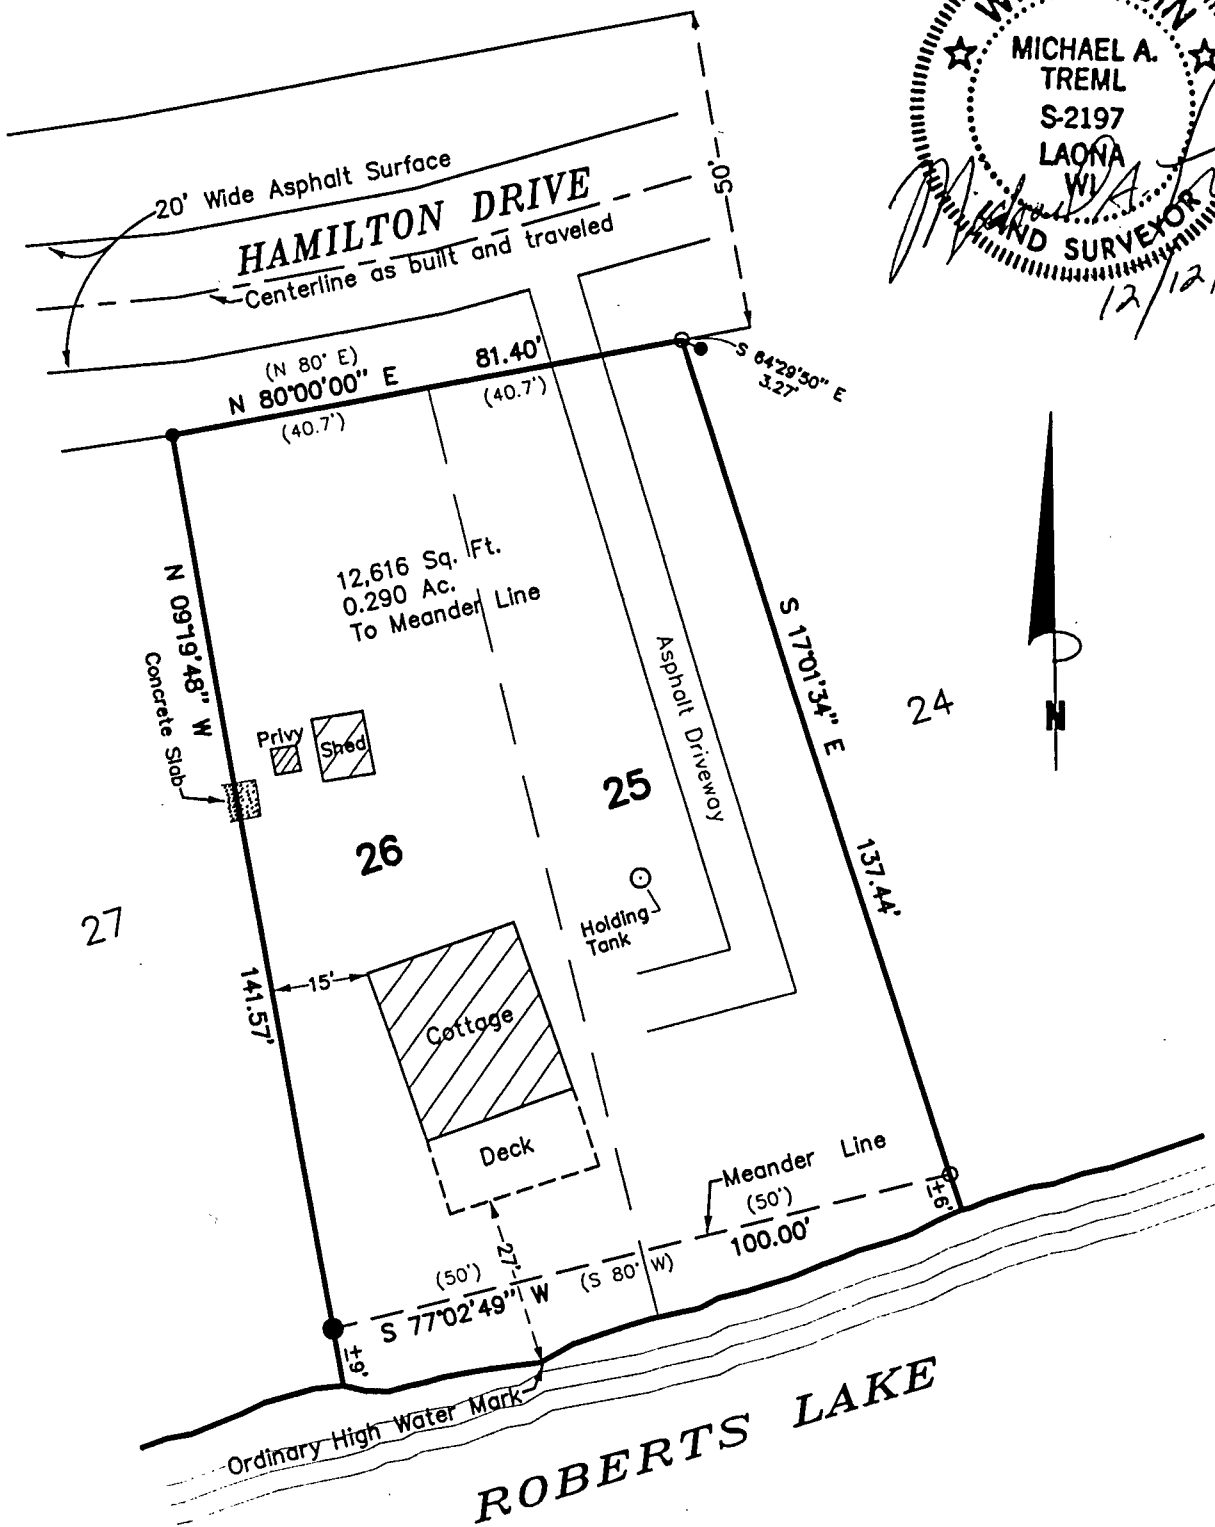 MICHAEL A.
TREML
S-2197
LAONA
WI
LAND SURVEYOR
50'
20' Wide Asphalt Surface
HAMILTON DRIVE
Centerline as built and traveled
(N 80° E)
N 80°00'00" E
81.40'
(40.7')
(40.7')
S 64°29'50" E
3.27'
12,616 Sq. Ft.
0.290 Ac.
To Meander Line
N 09°19'48" W
141.57'
Concrete Slab
Privy
Shed
Asphalt Driveway
S 17°01'34" E
137.44'
24
N
25
26
27
Holding
Tank
15'
Cottage
Deck
Meander Line
(50')
100.00'
±6'
27'
(50')
(S 80° W)
S 77°02'49" W
±9'
Ordinary High Water Mark
ROBERTS LAKE